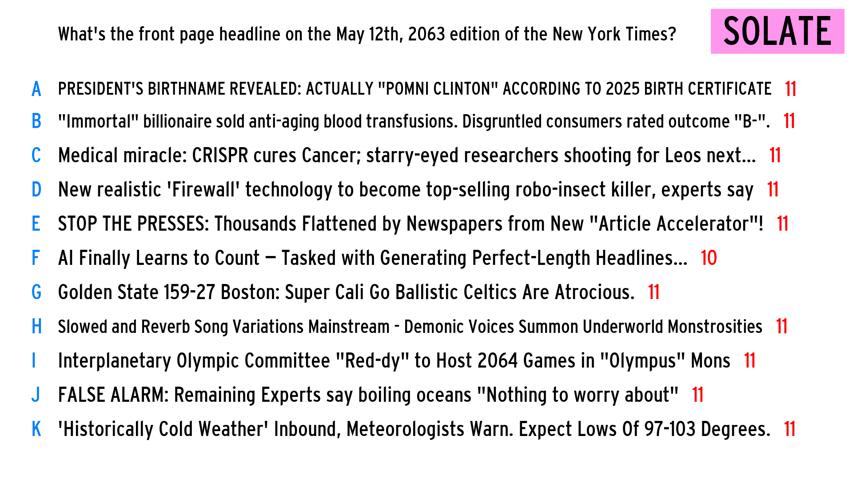 What's the front page headline on the May 12th, 2063 edition of the New York Times?
SOLATE
A PRESIDENT'S BIRTHNAME REVEALED: ACTUALLY "POMNI CLINTON" ACCORDING TO 2025 BIRTH CERTIFICATE 11
B "Immortal" billionaire sold anti-aging blood transfusions. Disgruntled consumers rated outcome "B-". 11
C Medical miracle: CRISPR cures Cancer; starry-eyed researchers shooting for Leos next... 11
D New realistic 'Firewall' technology to become top-selling robo-insect killer, experts say 11
E STOP THE PRESSES: Thousands Flattened by Newspapers from New "Article Accelerator"! 11
F AI Finally Learns to Count – Tasked with Generating Perfect-Length Headlines... 10
G Golden State 159-27 Boston: Super Cali Go Ballistic Celtics Are Atrocious. 11
H Slowed and Reverb Song Variations Mainstream - Demonic Voices Summon Underworld Monstrosities 11
I Interplanetary Olympic Committee "Red-dy" to Host 2064 Games in "Olympus" Mons 11
J FALSE ALARM: Remaining Experts say boiling oceans "Nothing to worry about" 11
K 'Historically Cold Weather' Inbound, Meteorologists Warn. Expect Lows Of 97-103 Degrees. 11